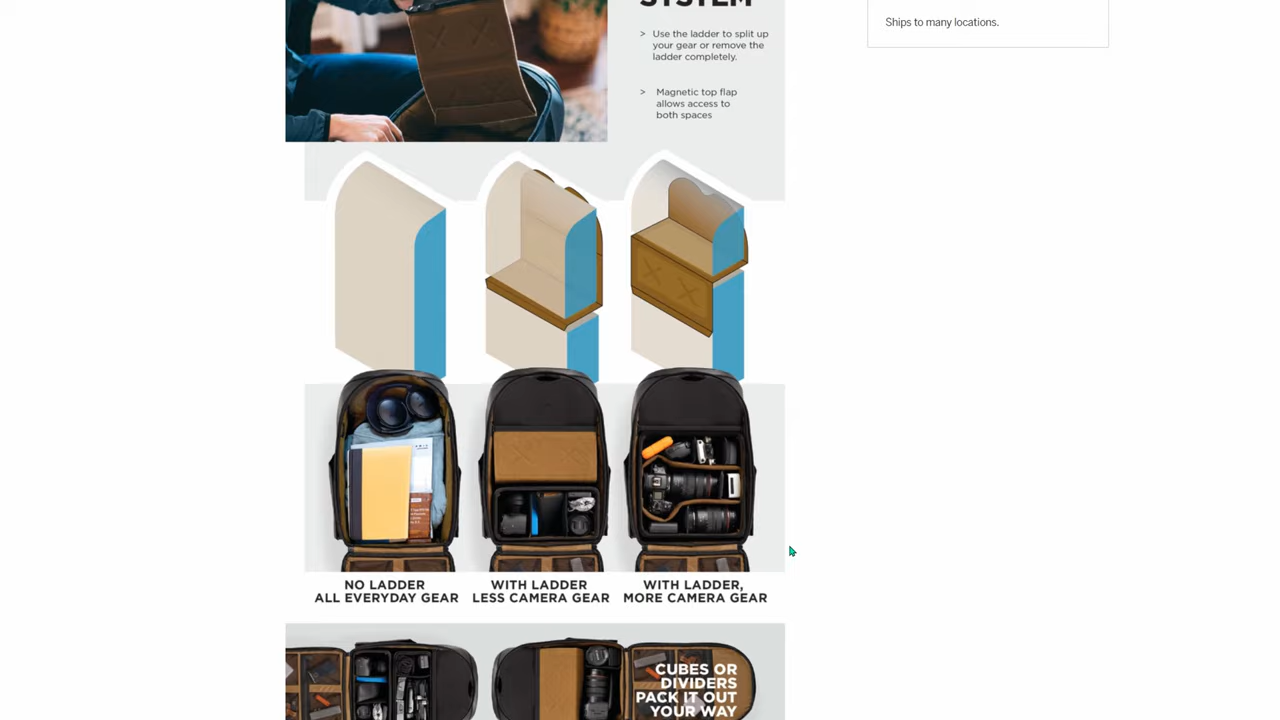 SYSTEM
Ships to many locations.
> Use the ladder to split up
your gear or remove the
ladder completely.
> Magnetic top flap
allows access to
both spaces
NO LADDER
ALL EVERYDAY GEAR
WITH LADDER
LESS CAMERA GEAR
WITH LADDER,
MORE CAMERA GEAR
CUBES OR
DIVIDERS
PACK IT OUT
YOUR WAY